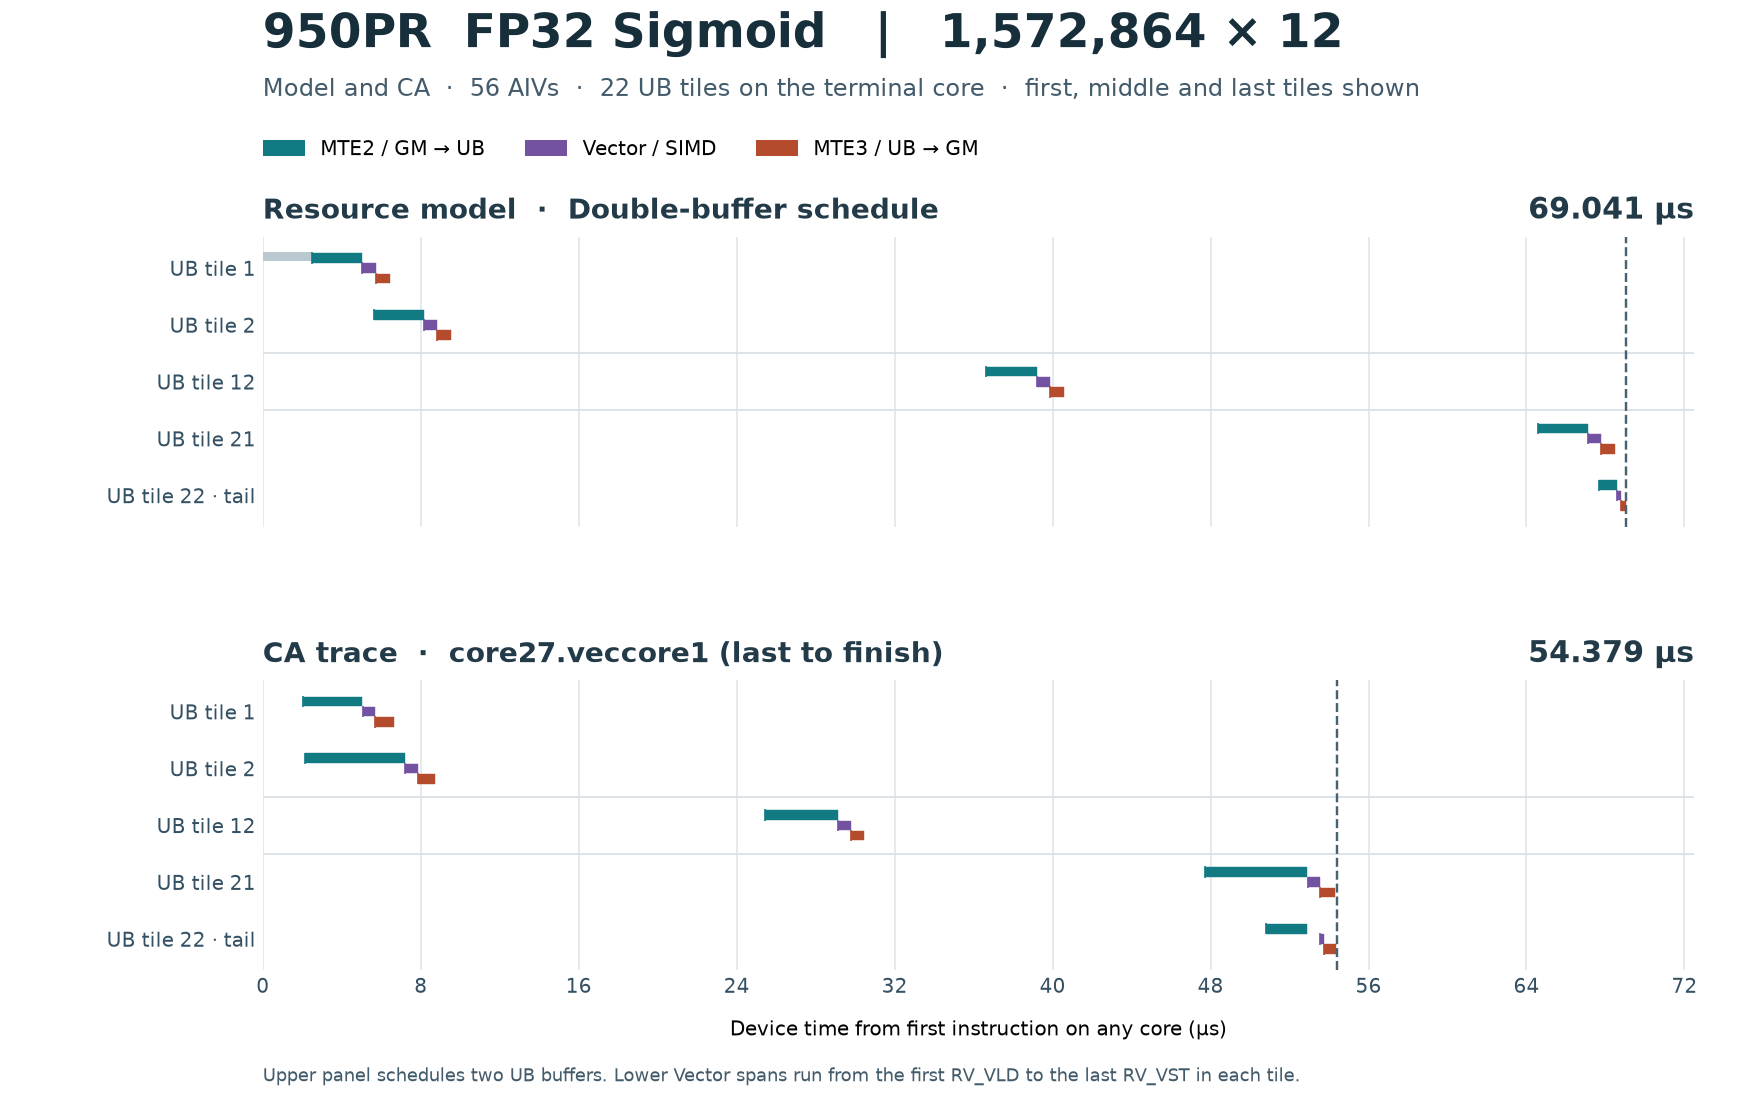 950PR  FP32 Sigmoid   |   1,572,864 × 12
Model and CA  ·  56 AIVs  ·  22 UB tiles on the terminal core  ·  first, middle and last tiles shown
MTE2 / GM → UB   Vector / SIMD   MTE3 / UB → GM
Resource model  ·  Double-buffer schedule   69.041 µs
UB tile 1
UB tile 2
UB tile 12
UB tile 21
UB tile 22 · tail
CA trace  ·  core27.veccore1 (last to finish)   54.379 µs
UB tile 1
UB tile 2
UB tile 12
UB tile 21
UB tile 22 · tail
0 8 16 24 32 40 48 56 64 72
Device time from first instruction on any core (µs)
Upper panel schedules two UB buffers. Lower Vector spans run from the first RV_VLD to the last RV_VST in each tile.